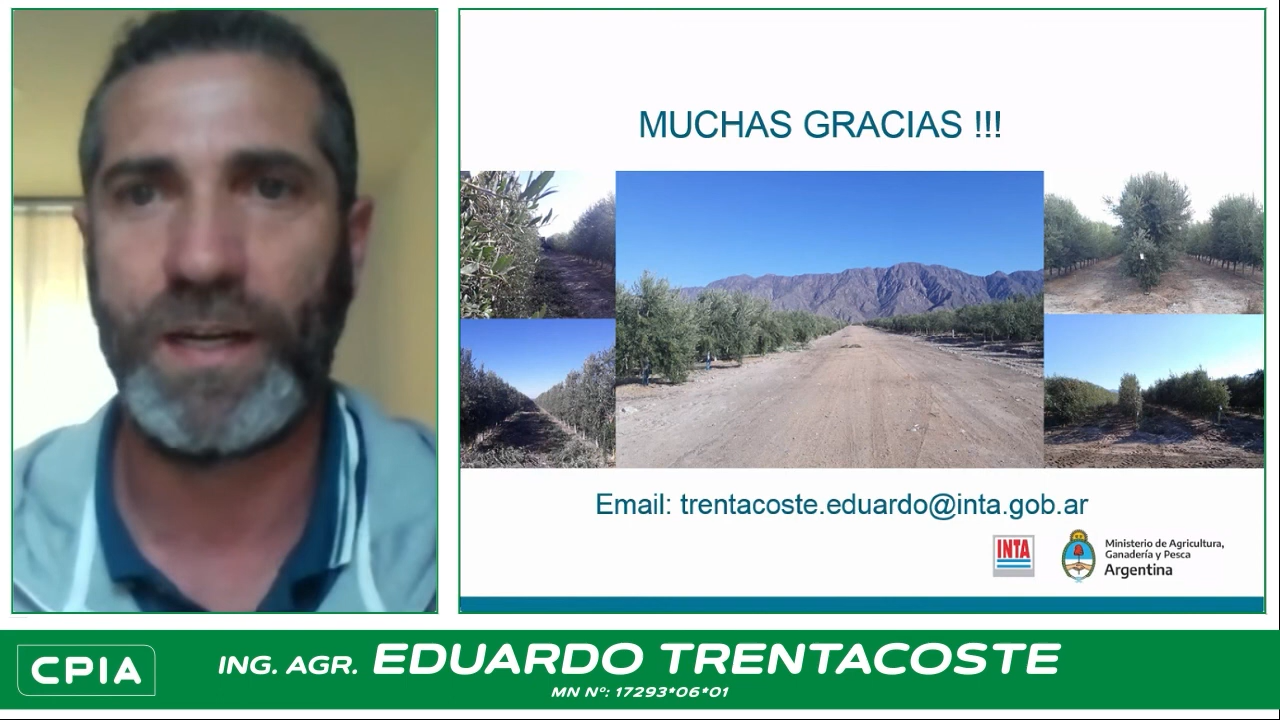 MUCHAS GRACIAS !!!
Email: trentacoste.eduardo@inta.gob.ar
INTA
Ministerio de Agricultura,
Ganadería y Pesca
Argentina
CPIA
ING. AGR. EDUARDO TRENTACOSTE
MN Nº: 17293*06*01